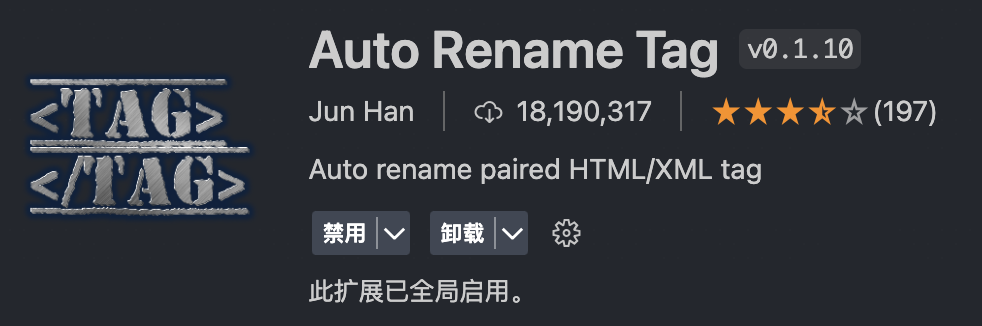 <TAG>
</TAG>
Auto Rename Tag v0.1.10
Jun Han 18,190,317 (197)
Auto rename paired HTML/XML tag
禁用 卸载
此扩展已全局启用。